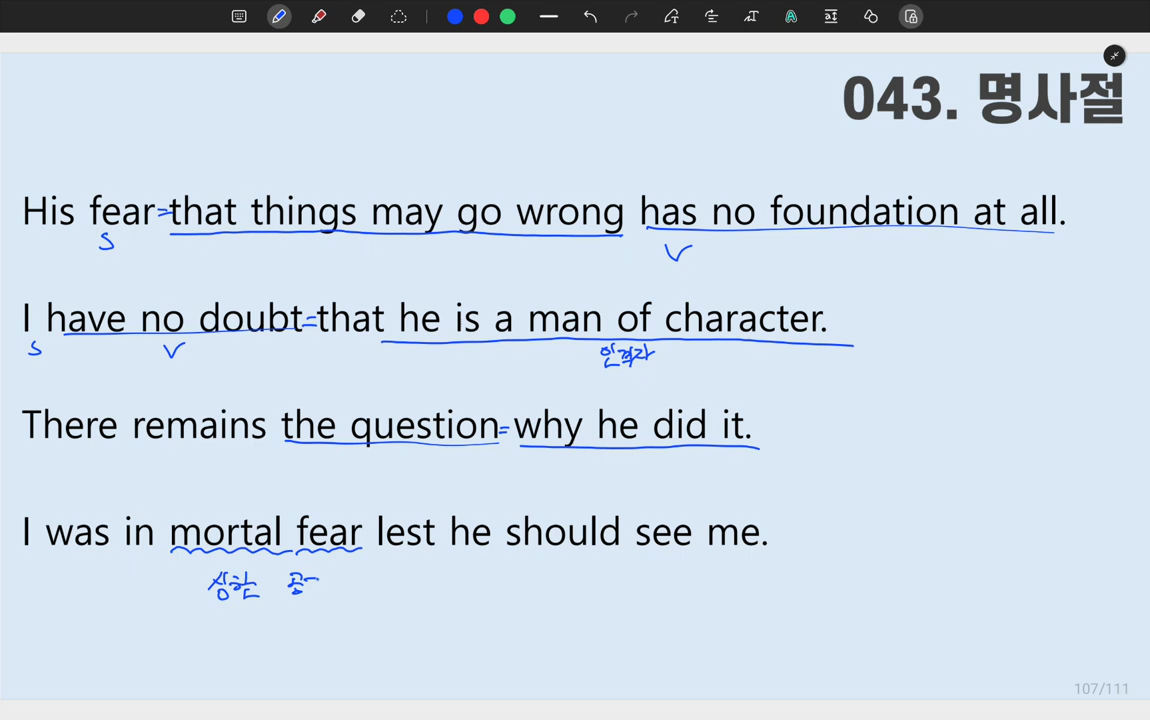 043. 명사절
His fear=that things may go wrong has no foundation at all.
S V
I have no doubt=that he is a man of character.
S V 인격자
There remains the question=why he did it.
I was in mortal fear lest he should see me.
심한 공
107/111